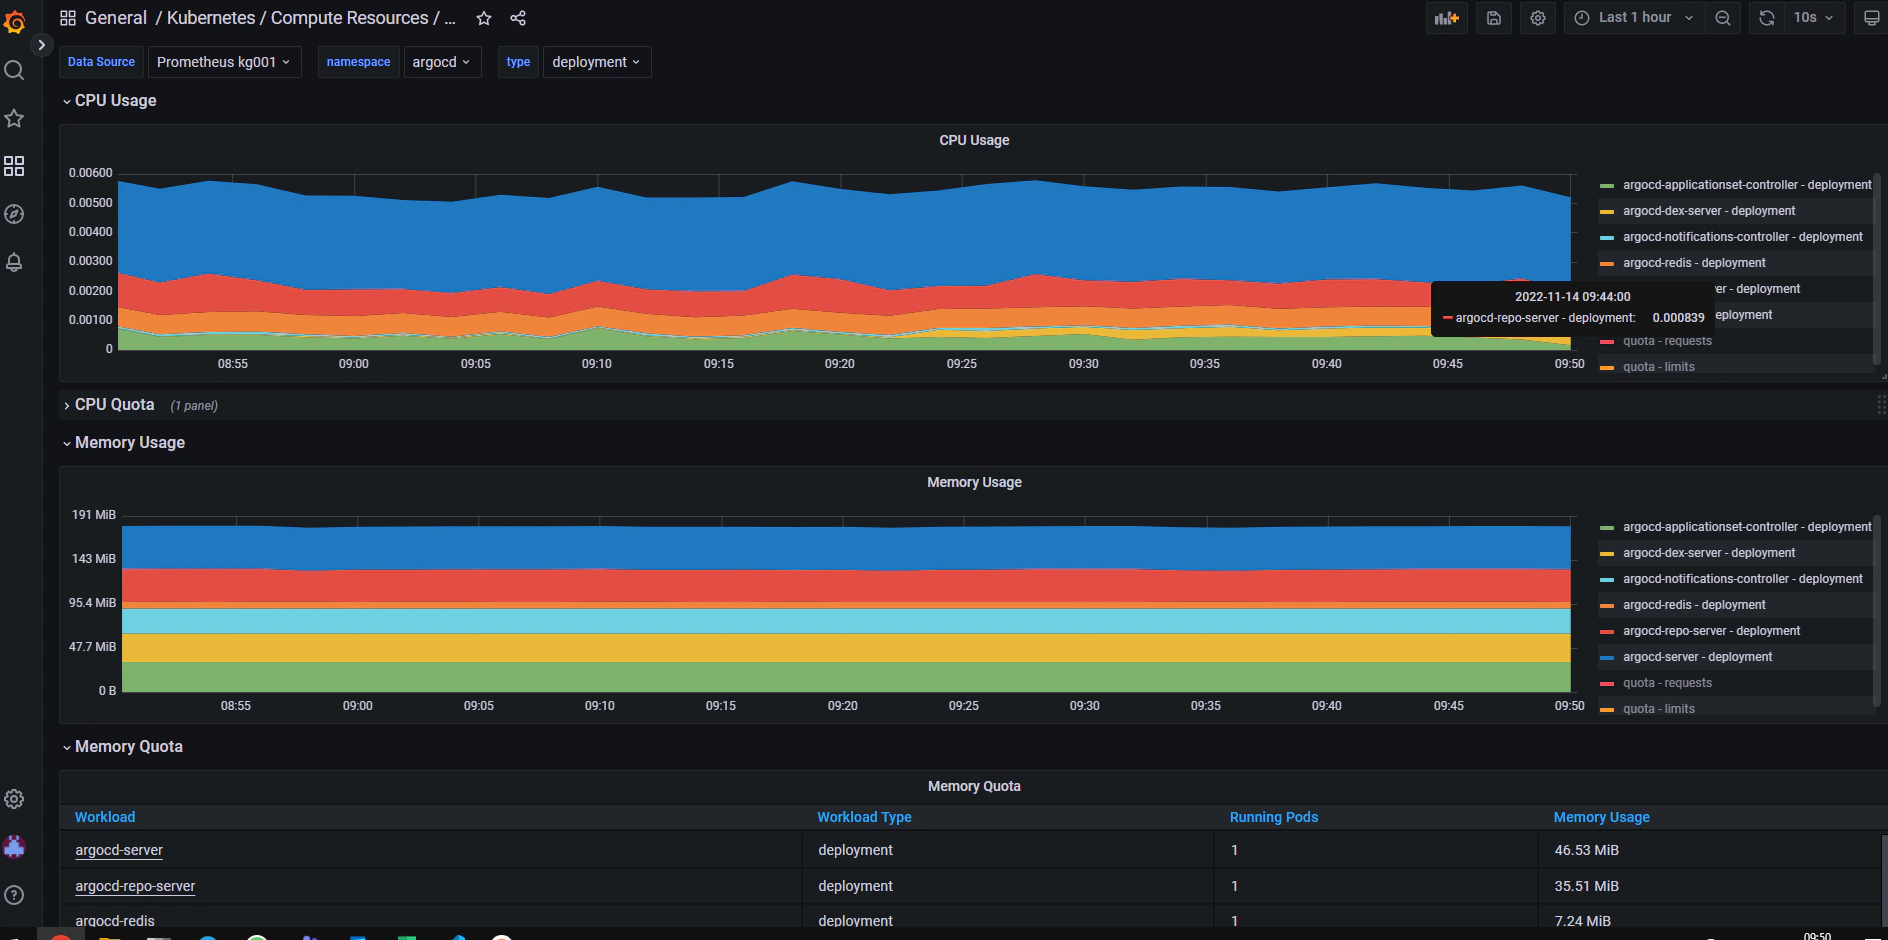 General / Kubernetes / Compute Resources / ...
Last 1 hour
10s
Data Source Prometheus kg001 namespace argocd type deployment
CPU Usage
CPU Usage
0.00600
0.00500
0.00400
0.00300
0.00200
0.00100
0
08:55 09:00 09:05 09:10 09:15 09:20 09:25 09:30 09:35 09:40 09:45 09:50
argocd-applicationset-controller - deployment
argocd-dex-server - deployment
argocd-notifications-controller - deployment
argocd-redis - deployment
ver - deployment
eployment
quota - requests
quota - limits
2022-11-14 09:44:00
argocd-repo-server - deployment: 0.000839
CPU Quota (1 panel)
Memory Usage
Memory Usage
191 MiB
143 MiB
95.4 MiB
47.7 MiB
0 B
08:55 09:00 09:05 09:10 09:15 09:20 09:25 09:30 09:35 09:40 09:45 09:50
argocd-applicationset-controller - deployment
argocd-dex-server - deployment
argocd-notifications-controller - deployment
argocd-redis - deployment
argocd-repo-server - deployment
argocd-server - deployment
quota - requests
quota - limits
Memory Quota
Memory Quota
Workload Workload Type Running Pods Memory Usage
argocd-server deployment 1 46.53 MiB
argocd-repo-server deployment 1 35.51 MiB
argocd-redis deployment 1 7.24 MiB
09:50